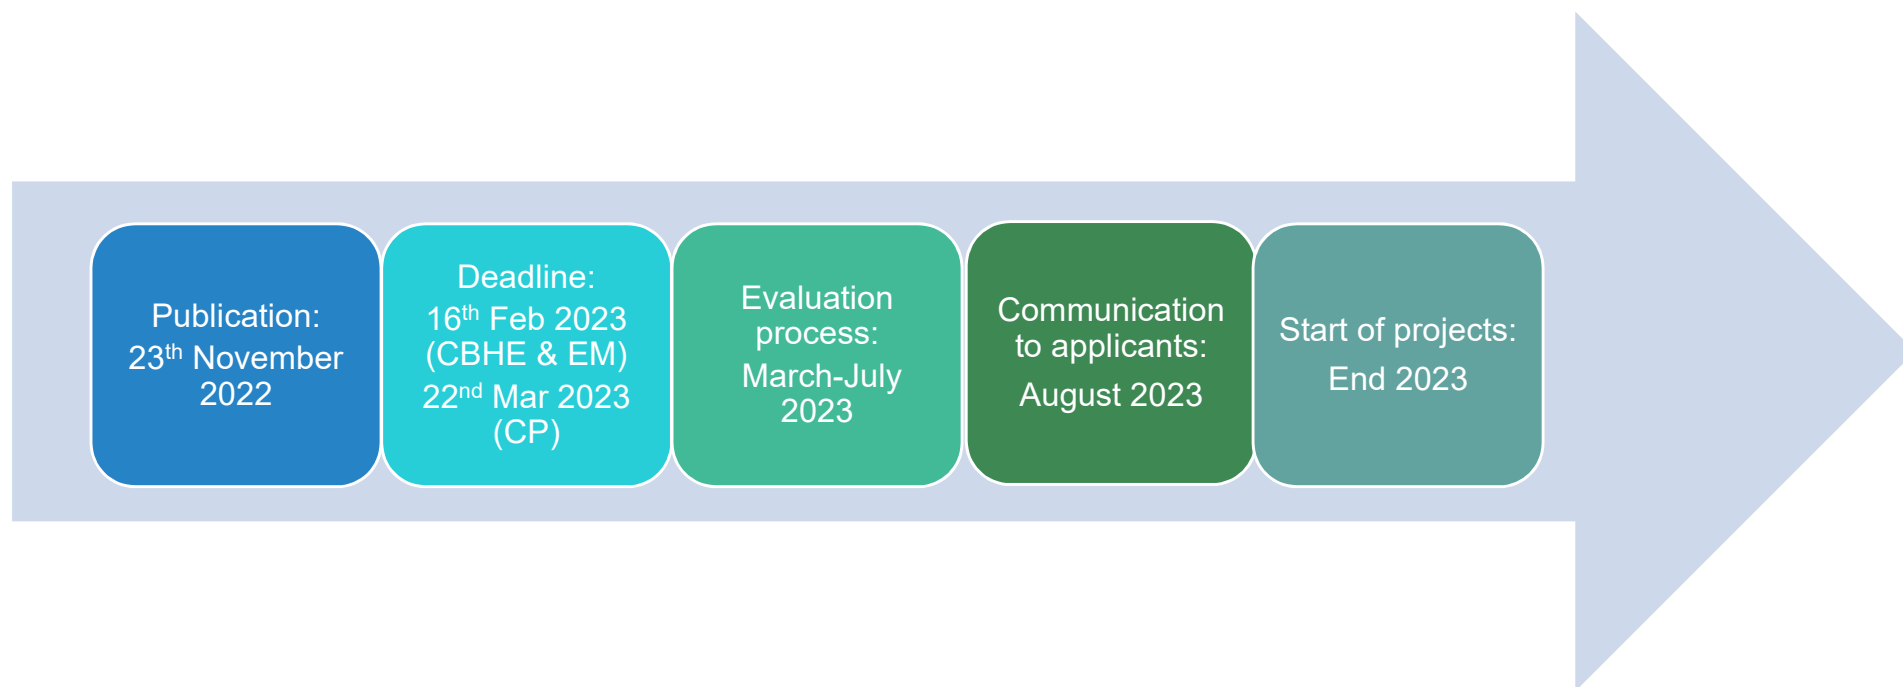 Publication:
23th November
2022
Deadline:
16th Feb 2023
(CBHE & EM)
22nd Mar 2023
(CP)
Evaluation
process:
March-July
2023
Communication
to applicants:
August 2023
Start of projects:
End 2023